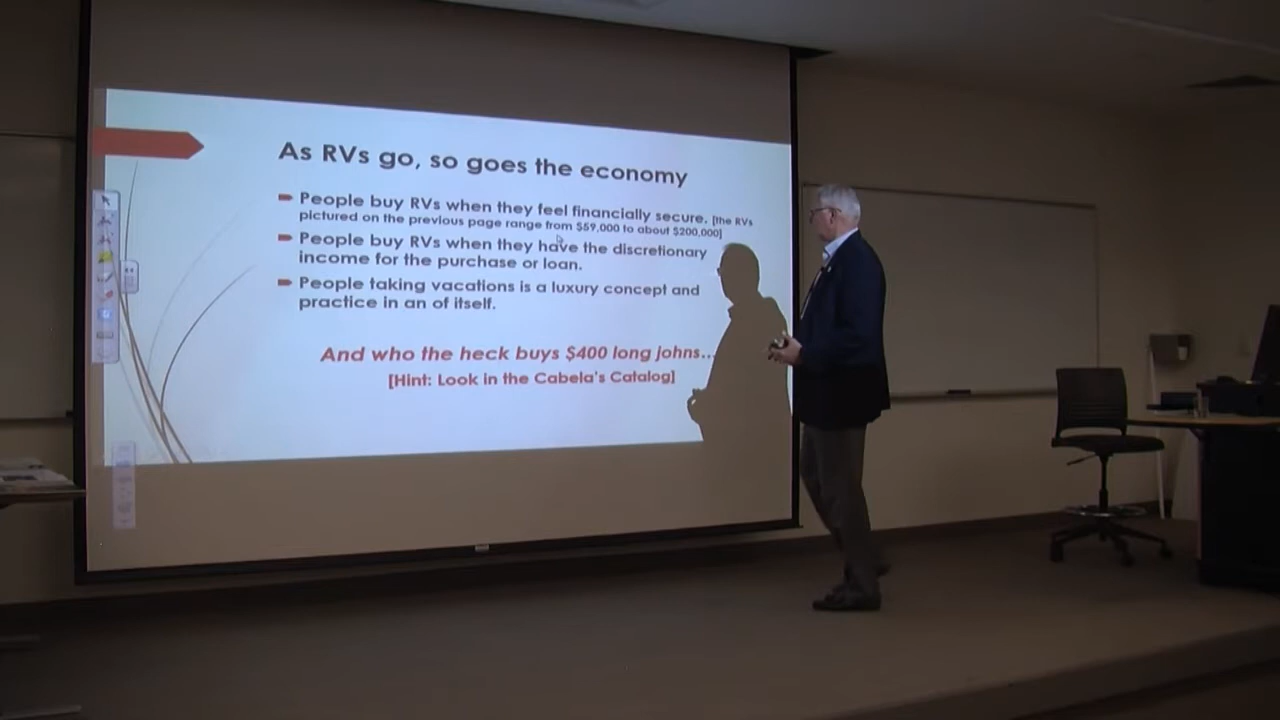 As RVs go, so goes the economy
People buy RVs when they feel financially secure. [the RVs
pictured on the previous page range from $59,000 to about $200,000]
People buy RVs when they have the discretionary
income for the purchase or loan.
People taking vacations is a luxury concept and
practice in an of itself.
And who the heck buys $400 long johns...
[Hint: Look in the Cabela's Catalog]